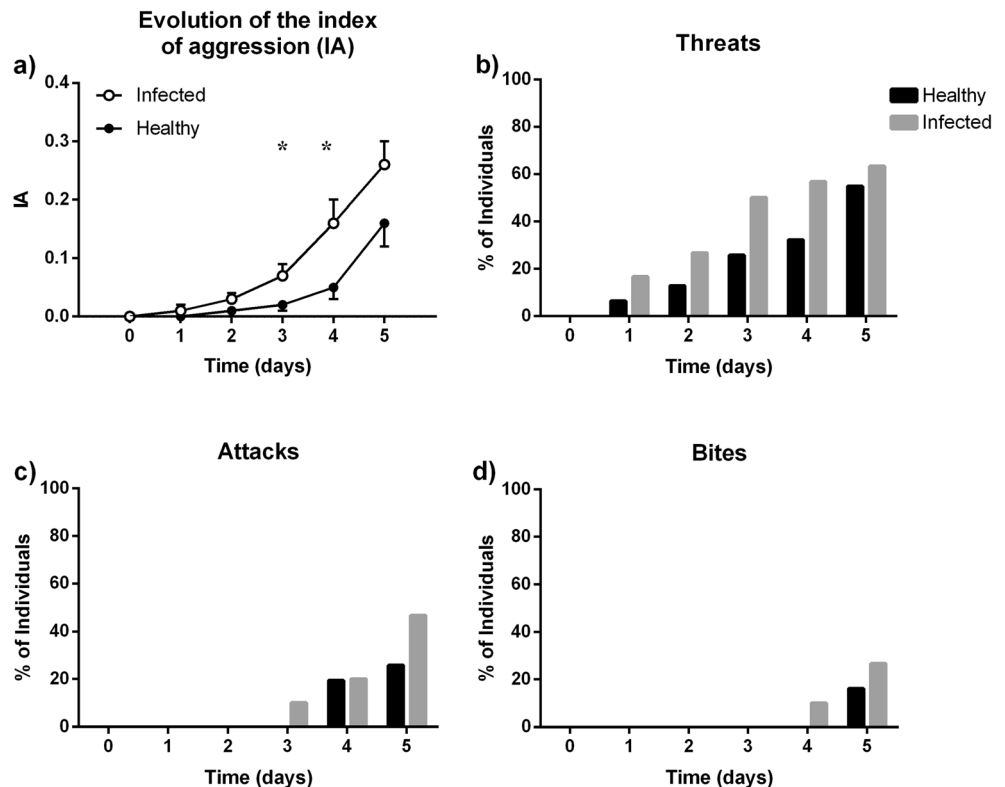 Evolution of the index
of aggression (IA)
a)
0.4
0.3
0.2
0.1
0.0
IA
Infected
Healthy
* *
0 1 2 3 4 5
Time (days)
Threats
b)
100
80
60
40
20
0
% of Individuals
Healthy
Infected
0 1 2 3 4 5
Time (days)
Attacks
c)
100
80
60
40
20
0
% of Individuals
0 1 2 3 4 5
Time (days)
Bites
d)
100
80
60
40
20
0
% of Individuals
0 1 2 3 4 5
Time (days)